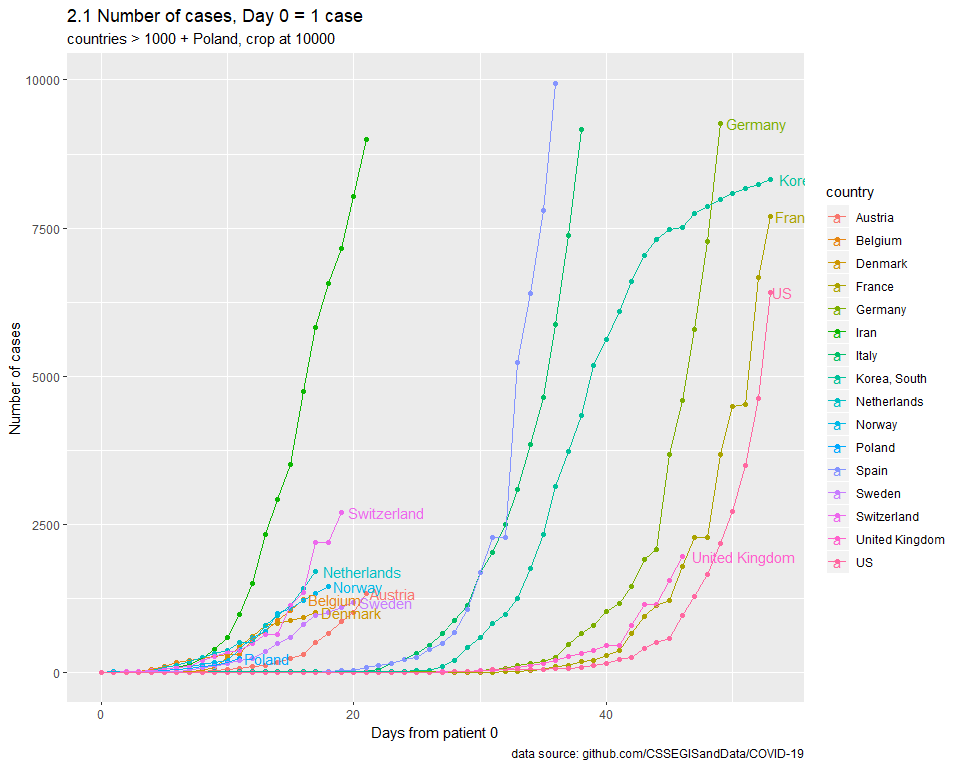 2.1 Number of cases, Day 0 = 1 case
countries > 1000 + Poland, crop at 10000
10000
7500
5000
2500
0
Number of cases
Germany
Kore
Fran
US
Switzerland
Netherlands
Norway
Austria
Belgium
Sweden
Denmark
United Kingdom
Poland
0
20
40
Days from patient 0
data source: github.com/CSSEGISandData/COVID-19
country
a Austria
a Belgium
a Denmark
a France
a Germany
a Iran
a Italy
a Korea, South
a Netherlands
a Norway
a Poland
a Spain
a Sweden
a Switzerland
a United Kingdom
a US